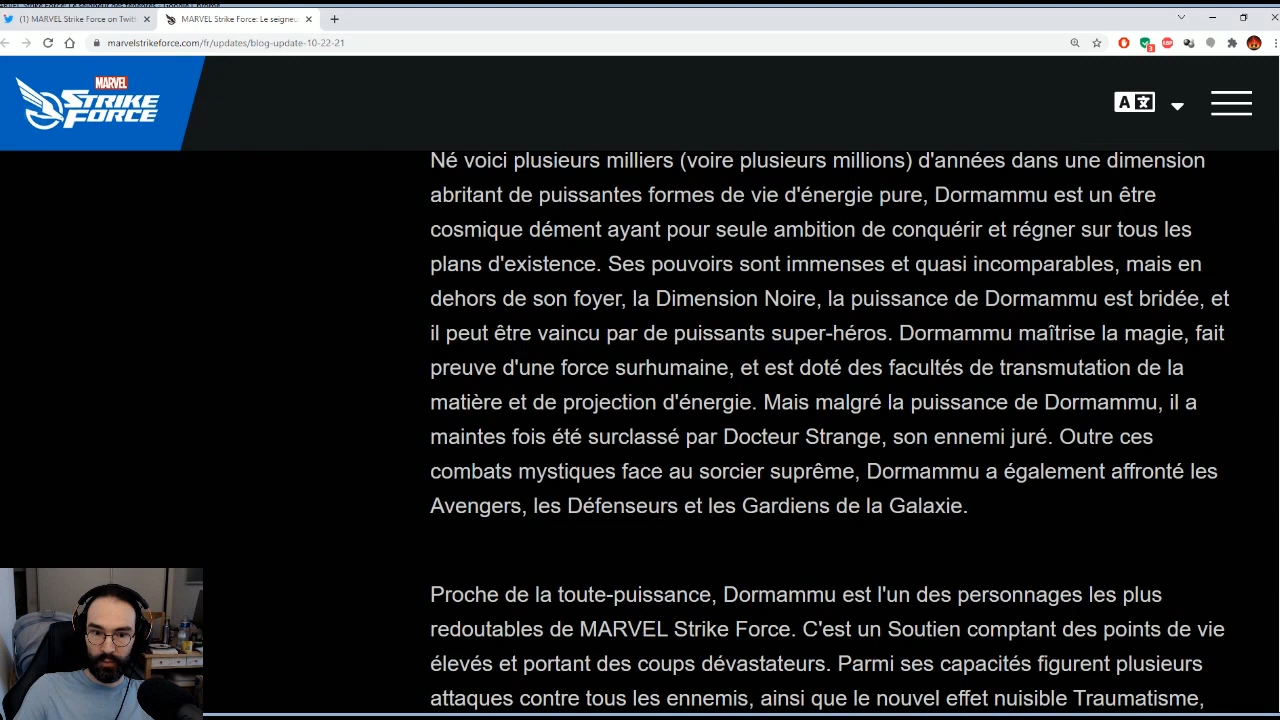 (1) MARVEL Strike Force on Twitt
MARVEL Strike Force: Le seigneu
marvelstrikeforce.com/fr/updates/blog-update-10-22-21
3
MARVEL
STRIKE
FORCE
A 文
Né voici plusieurs milliers (voire plusieurs millions) d'années dans une dimension
abritant de puissantes formes de vie d'énergie pure, Dormammu est un être
cosmique dément ayant pour seule ambition de conquérir et régner sur tous les
plans d'existence. Ses pouvoirs sont immenses et quasi incomparables, mais en
dehors de son foyer, la Dimension Noire, la puissance de Dormammu est bridée, et
il peut être vaincu par de puissants super-héros. Dormammu maîtrise la magie, fait
preuve d'une force surhumaine, et est doté des facultés de transmutation de la
matière et de projection d'énergie. Mais malgré la puissance de Dormammu, il a
maintes fois été surclassé par Docteur Strange, son ennemi juré. Outre ces
combats mystiques face au sorcier suprême, Dormammu a également affronté les
Avengers, les Défenseurs et les Gardiens de la Galaxie.
Proche de la toute-puissance, Dormammu est l'un des personnages les plus
redoutables de MARVEL Strike Force. C'est un Soutien comptant des points de vie
élevés et portant des coups dévastateurs. Parmi ses capacités figurent plusieurs
attaques contre tous les ennemis, ainsi que le nouvel effet nuisible Traumatisme,